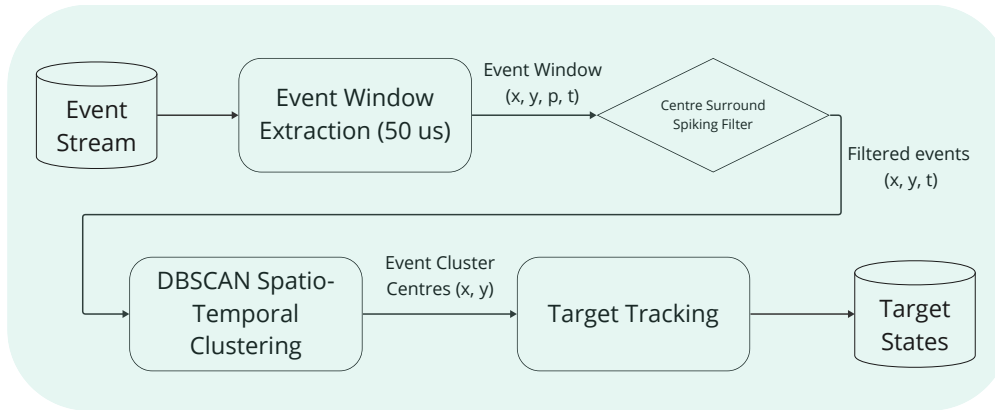 Event
Stream
Event Window
Extraction (50 us)
Event Window
(x, y, p, t)
Centre Surround
Spiking Filter
Filtered events
(x, y, t)
DBSCAN Spatio-
Temporal
Clustering
Event Cluster
Centres (x, y)
Target Tracking
Target
States